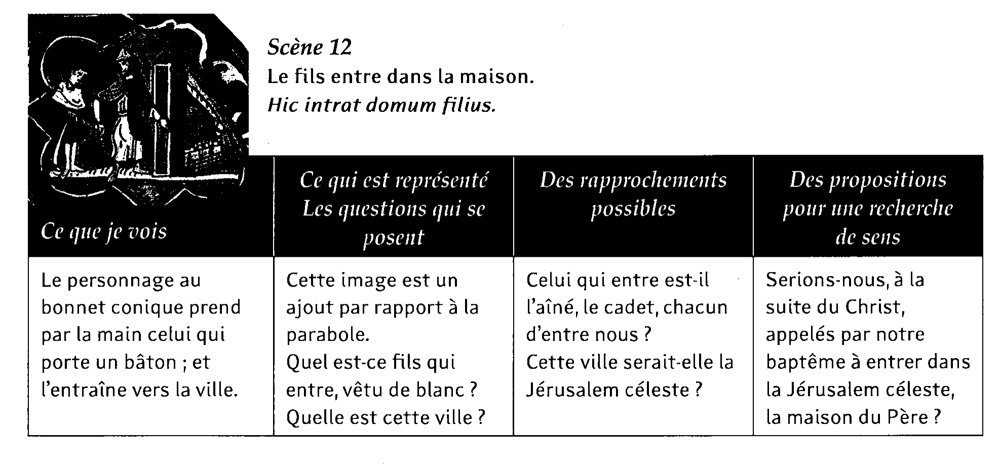 Scène 12
Le fils entre dans la maison.
Hic intrat domum filius.
Ce que je vois
Ce qui est représenté
Les questions qui se
posent
Des rapprochements
possibles
Des propositions
pour une recherche
de sens
Le personnage au
bonnet conique prend
par la main celui qui
porte un bâton ; et
l'entraîne vers la ville.
Cette image est un
ajout par rapport à la
parabole.
Quel est-ce fils qui
entre, vêtu de blanc ?
Quelle est cette ville ?
Celui qui entre est-il
l'aîné, le cadet, chacun
d'entre nous ?
Cette ville serait-elle la
Jérusalem céleste ?
Serions-nous, à la
suite du Christ,
appelés par notre
baptême à entrer dans
la Jérusalem céleste,
la maison du Père ?